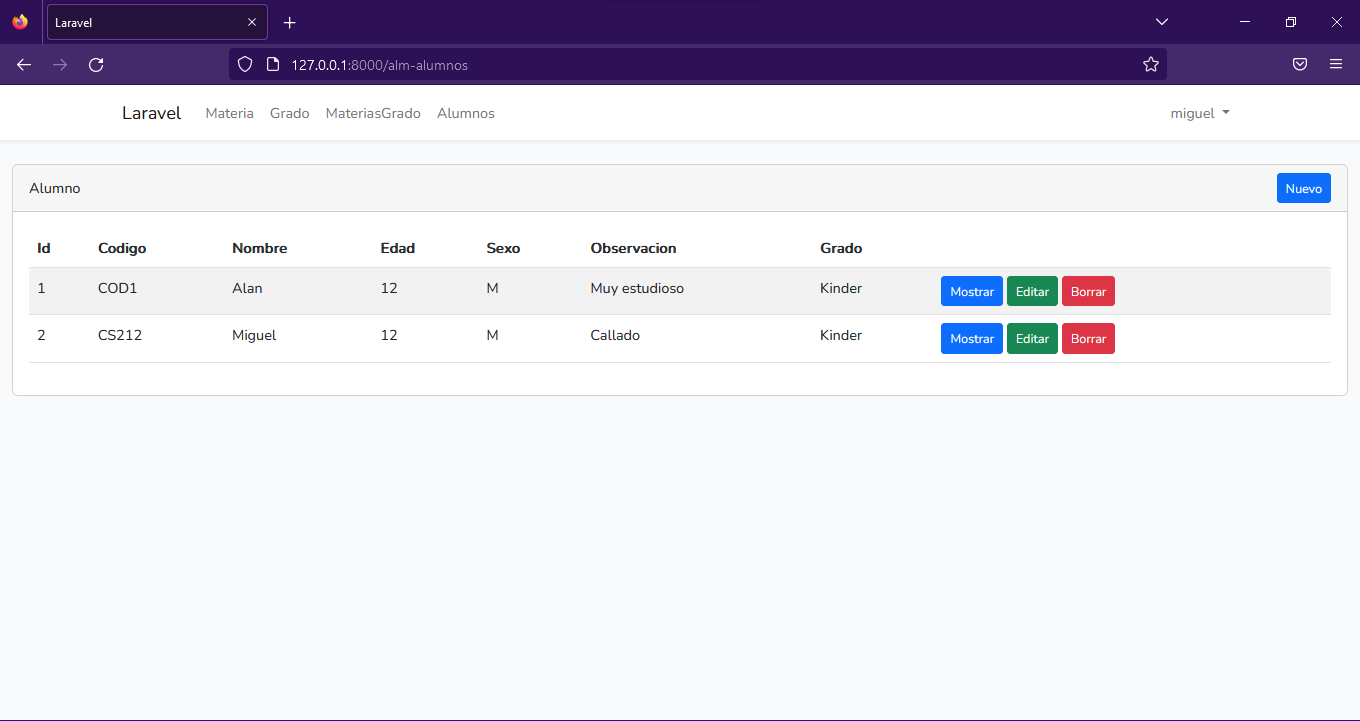 Laravel
127.0.0.1:8000/alm-alumnos
Laravel Materia Grado MateriasGrado Alumnos miguel
Alumno Nuevo
Id Codigo Nombre Edad Sexo Observacion Grado
1 COD1 Alan 12 M Muy estudioso Kinder Mostrar Editar Borrar
2 CS212 Miguel 12 M Callado Kinder Mostrar Editar Borrar